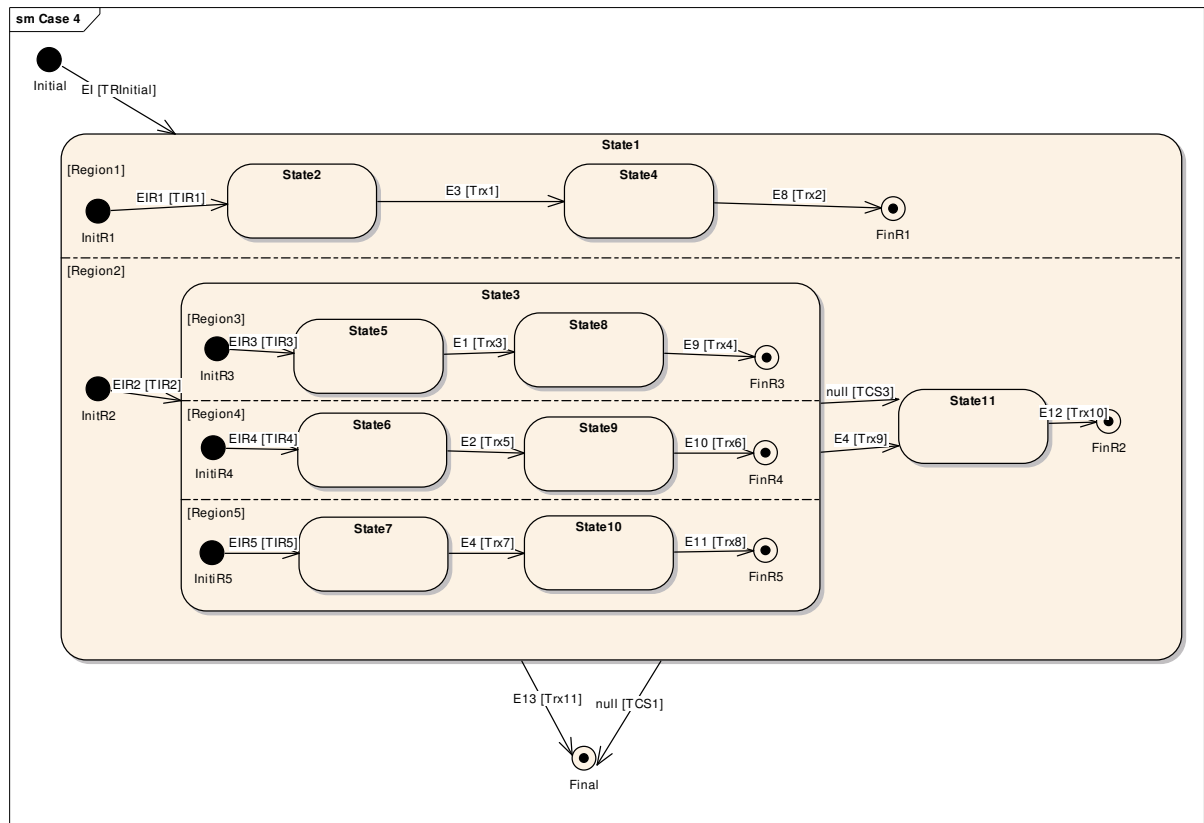 sm Case 4
Initial
EI [TRInitial]
State1
[Region1]
State2
State4
EIR1 [TIR1]
E3 [Trx1]
E8 [Trx2]
InitR1
FinR1
[Region2]
State3
[Region3]
State5
State8
EIR3 [TIR3]
E1 [Trx3]
E9 [Trx4]
InitR3
FinR3
EIR2 [TIR2]
InitR2
null [TCS3]
State11
E12 [Trx10]
E4 [Trx9]
FinR2
[Region4]
State6
State9
EIR4 [TIR4]
E2 [Trx5]
E10 [Trx6]
InitiR4
FinR4
[Region5]
State7
State10
EIR5 [TIR5]
E4 [Trx7]
E11 [Trx8]
InitiR5
FinR5
E13 [Trx11]
null [TCS1]
Final